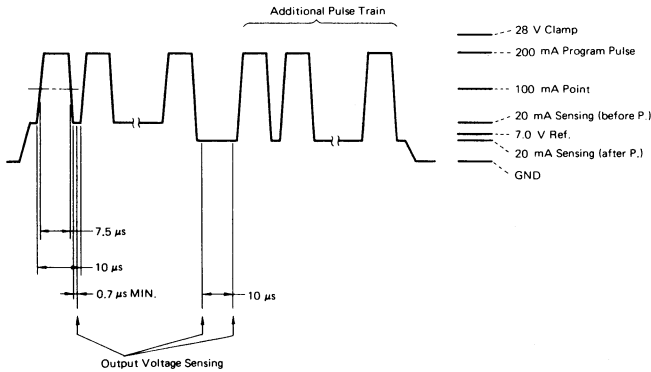 Additional Pulse Train
28 V Clamp
200 mA Program Pulse
100 mA Point
20 mA Sensing (before P.)
7.0 V Ref.
20 mA Sensing (after P.)
GND
7.5 μs
10 μs
0.7 μs MIN.
10 μs
Output Voltage Sensing